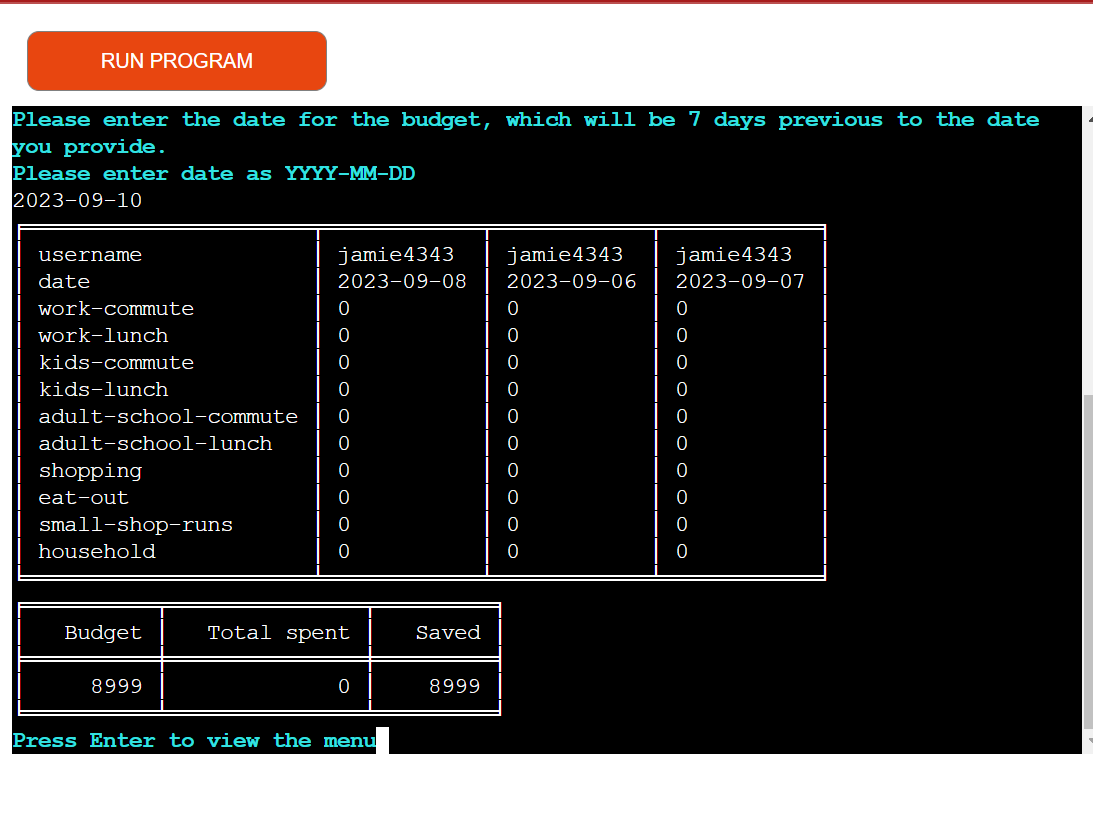 RUN PROGRAM
Please enter the date for the budget, which will be 7 days previous to the date
you provide.
Please enter date as YYYY-MM-DD
2023-09-10
username jamie4343 jamie4343 jamie4343
date 2023-09-08 2023-09-06 2023-09-07
work-commute 0 0 0
work-lunch 0 0 0
kids-commute 0 0 0
kids-lunch 0 0 0
adult-school-commute 0 0 0
adult-school-lunch 0 0 0
shopping 0 0 0
eat-out 0 0 0
small-shop-runs 0 0 0
household 0 0 0
Budget Total spent Saved
8999 0 8999
Press Enter to view the menu